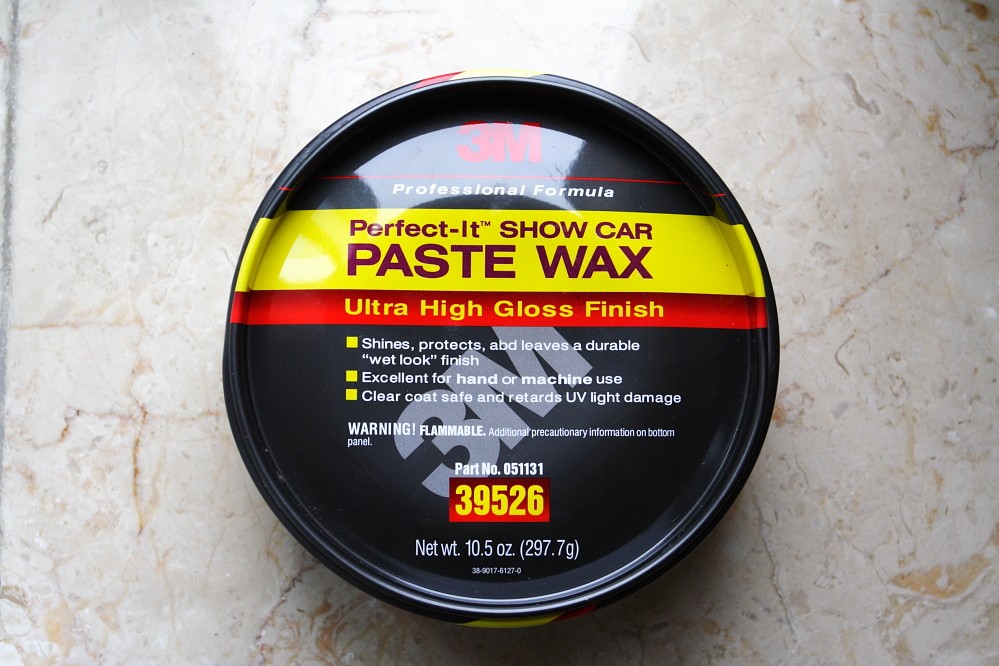 3M
Professional Formula
Perfect-It™ SHOW CAR
PASTE WAX
Ultra High Gloss Finish
Shines, protects, abd leaves a durable
“wet look” finish
Excellent for hand or machine use
Clear coat safe and retards UV light damage
3M
WARNING! FLAMMABLE. Additional precautionary information on bottom
panel.
Part No. 051131
39526
Net wt. 10.5 oz. (297.7g)
38-9017-6127-0